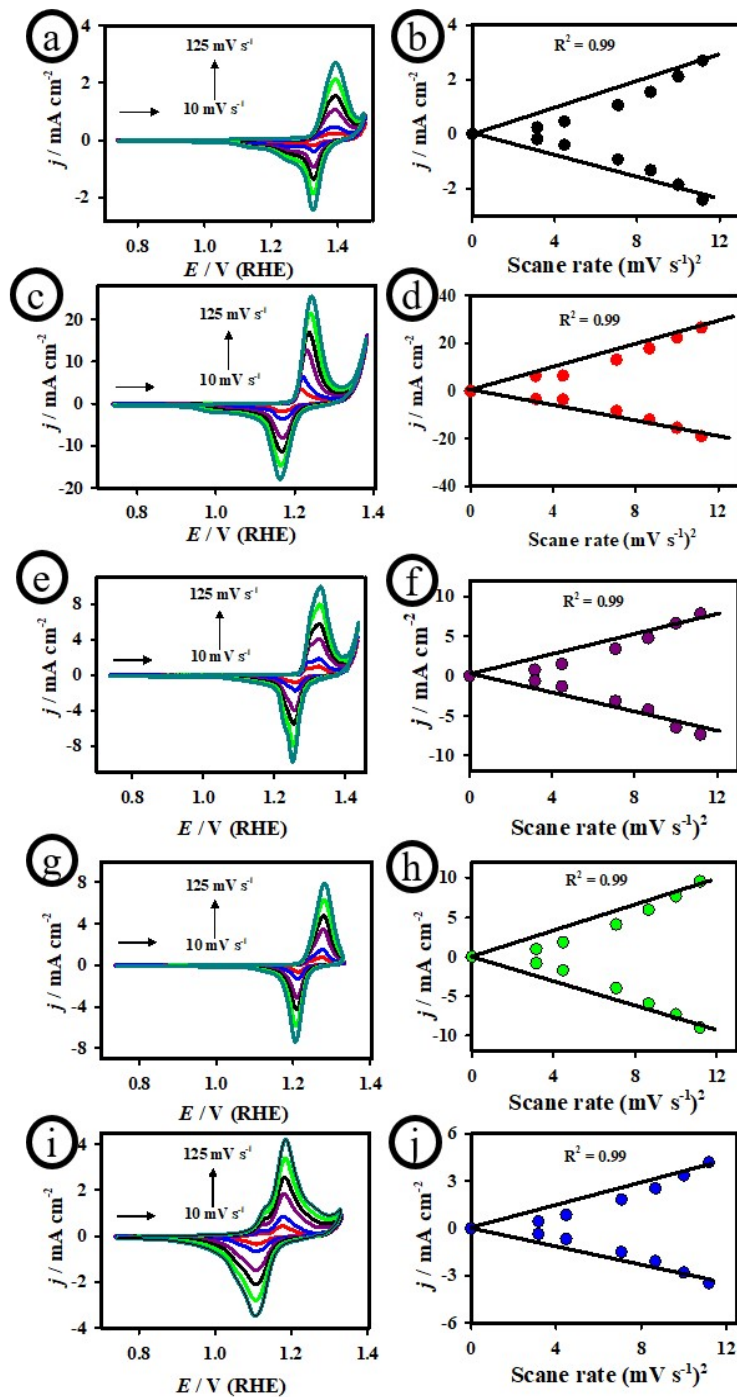 a
125 mV s⁻¹
10 mV s⁻¹
j / mA cm⁻²
4
2
0
-2
0.8 1.0 1.2 1.4
E / V (RHE)
b
R² = 0.99
j / mA cm⁻²
4
2
0
-2
0 4 8 12
Scane rate (mV s⁻¹)²
c
125 mV s⁻¹
10 mV s⁻¹
j / mA cm⁻²
20
10
0
-10
-20
0.8 1.0 1.2 1.4
E / V (RHE)
d
R² = 0.99
j / mA cm⁻²
40
20
0
-20
-40
0 4 8 12
Scane rate (mV s⁻¹)²
e
125 mV s⁻¹
10 mV s⁻¹
j / mA cm⁻²
8
4
0
-4
-8
0.8 1.0 1.2 1.4
E / V (RHE)
f
R² = 0.99
j / mA cm⁻²
10
5
0
-5
-10
0 4 8 12
Scane rate (mV s⁻¹)²
g
125 mV s⁻¹
10 mV s⁻¹
j / mA cm⁻²
8
4
0
-4
-8
0.8 1.0 1.2 1.4
E / V (RHE)
h
R² = 0.99
j / mA cm⁻²
10
5
0
-5
-10
0 4 8 12
Scane rate (mV s⁻¹)²
i
125 mV s⁻¹
10 mV s⁻¹
j / mA cm⁻²
4
2
0
-2
-4
0.8 1.0 1.2 1.4
E / V (RHE)
j
R² = 0.99
j / mA cm⁻²
6
3
0
-3
-6
0 4 8 12
Scane rate (mV s⁻¹)²